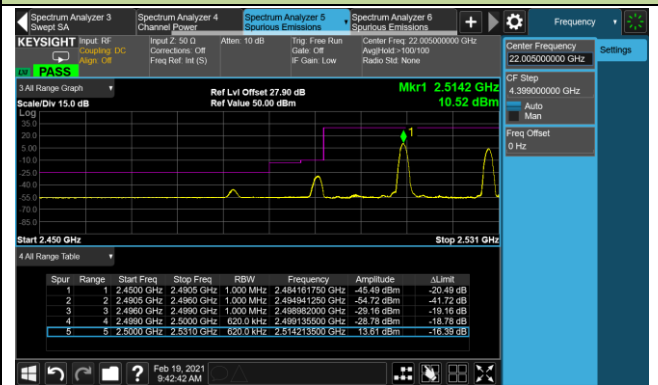 Spectrum Analyzer 3
Swept SA
Spectrum Analyzer 4
Channel Power
Spectrum Analyzer 5
Spurious Emissions
Spectrum Analyzer 6
Spurious Emissions
+
Frequency
KEYSIGHT
Input: RF
Coupling: DC
Align: Off
Input Z: 50 Ω
Corrections: Off
Freq Ref: Int (S)
Atten: 10 dB
Trig: Free Run
Gate: Off
IF Gain: Low
Center Freq: 22.005000000 GHz
Avg|Hold:>100/100
Radio Std: None
LXI
PASS
Center Frequency
22.005000000 GHz
Settings
CF Step
4.399000000 GHz
Auto
Man
Freq Offset
0 Hz
3 All Range Graph
Scale/Div 15.0 dB
Ref Lvl Offset 27.90 dB
Ref Value 50.00 dBm
Mkr1 2.5142 GHz
10.52 dBm
Log
35.0
20.0
5.00
-10.0
-25.0
-40.0
-55.0
-70.0
-85.0
1
Start 2.450 GHz
Stop 2.531 GHz
4 All Range Table
Spur Range Start Freq Stop Freq RBW Frequency Amplitude ΔLimit
1 1 2.4500 GHz 2.4905 GHz 1.000 MHz 2.484161750 GHz -45.49 dBm -20.49 dB
2 2 2.4905 GHz 2.4960 GHz 1.000 MHz 2.494941250 GHz -54.72 dBm -41.72 dB
3 3 2.4960 GHz 2.4990 GHz 1.000 MHz 2.498982000 GHz -29.16 dBm -19.16 dB
4 4 2.4990 GHz 2.5000 GHz 620.0 kHz 2.499135500 GHz -28.78 dBm -18.78 dB
5 5 2.5000 GHz 2.5310 GHz 620.0 kHz 2.514213500 GHz 13.61 dBm -16.39 dB
?
Feb 19, 2021
9:42:42 AM